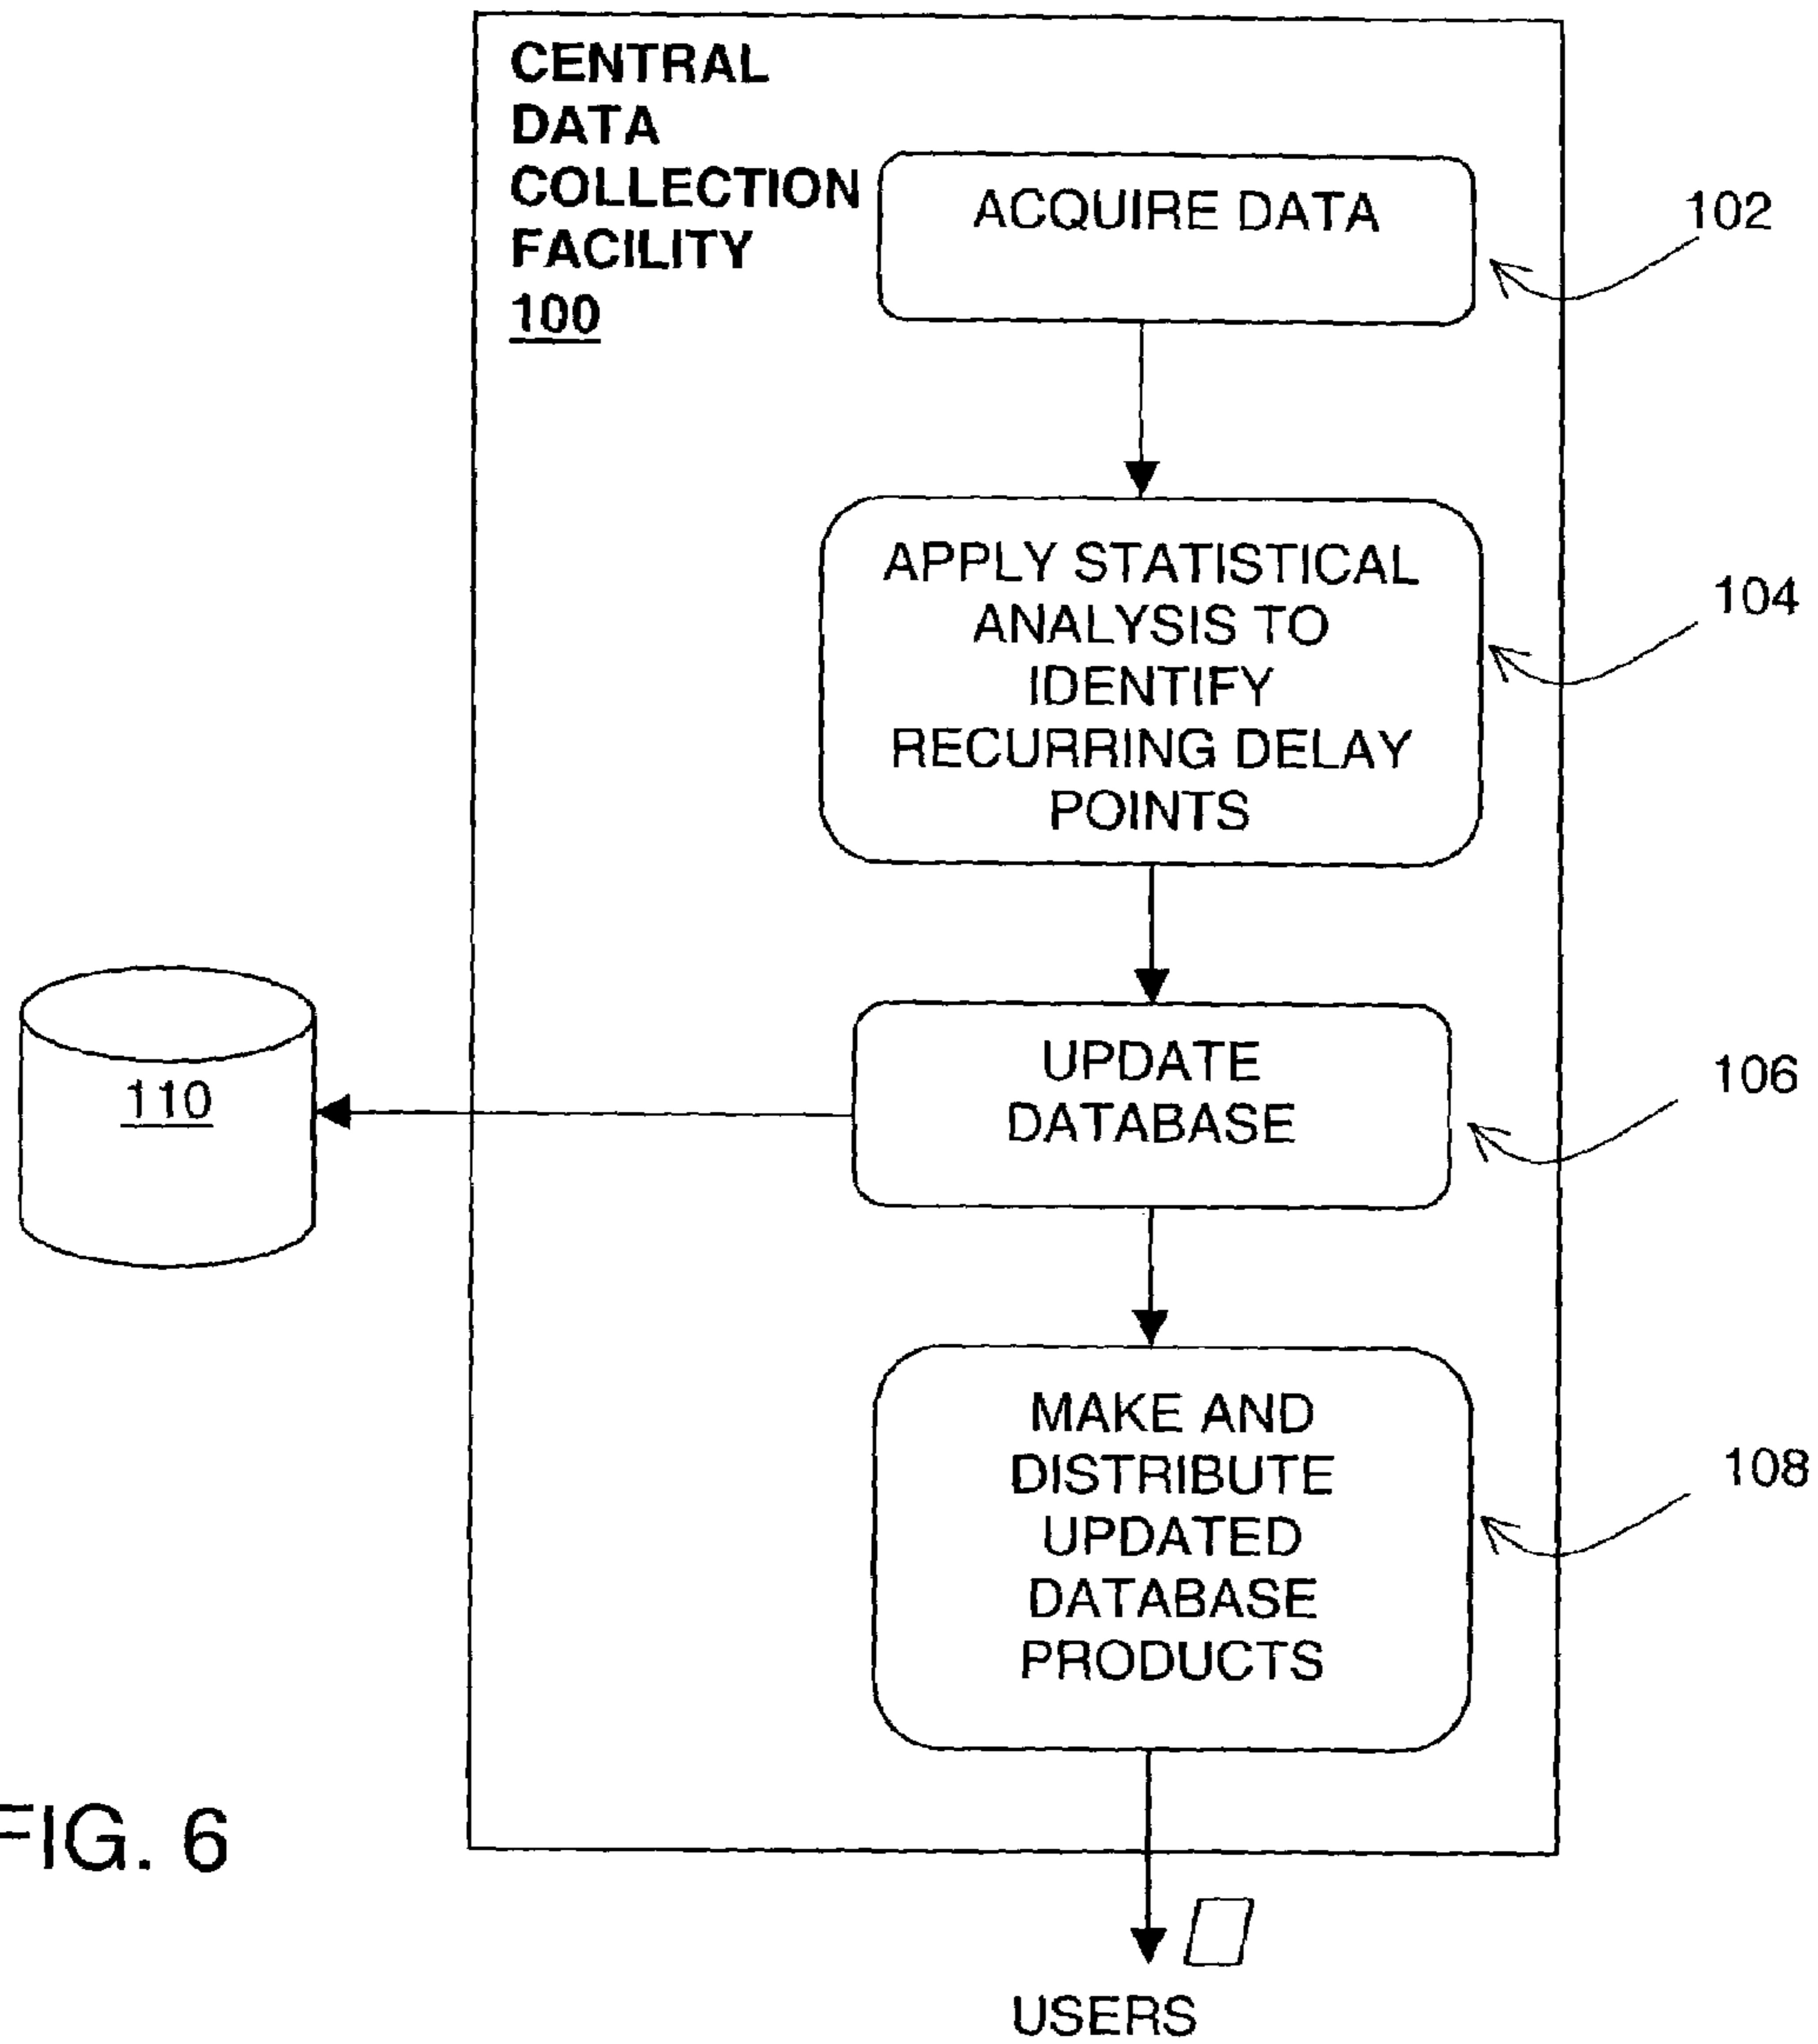 CENTRAL
DATA
COLLECTION
FACILITY
100
ACQUIRE DATA
102
APPLY STATISTICAL
ANALYSIS TO
IDENTIFY
RECURRING DELAY
POINTS
104
UPDATE
DATABASE
106
110
MAKE AND
DISTRIBUTE
UPDATED
DATABASE
PRODUCTS
108
FIG. 6
USERS